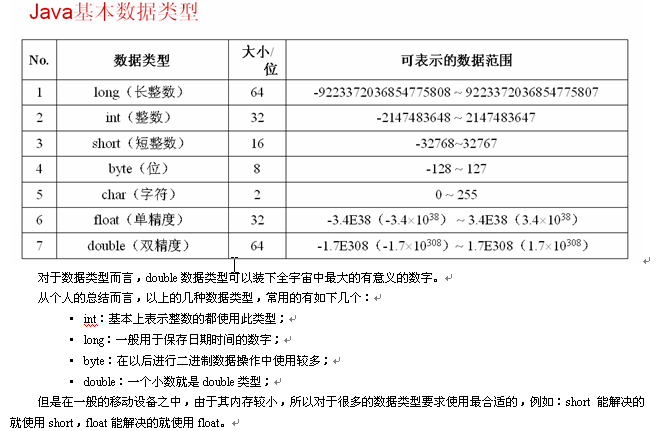 Java基本数据类型
No. 数据类型 大小/位 可表示的数据范围
1 long（长整数） 64 -9223372036854775808 ~ 9223372036854775807
2 int（整数） 32 -2147483648 ~ 2147483647
3 short（短整数） 16 -32768~32767
4 byte（位） 8 -128 ~ 127
5 char（字符） 2 0 ~ 255
6 float（单精度） 32 -3.4E38（-3.4×10³⁸）~ 3.4E38（3.4×10³⁸）
7 double（双精度） 64 -1.7E308（-1.7×10³⁰⁸）~ 1.7E308（1.7×10³⁰⁸）
对于数据类型而言，double 数据类型可以装下全宇宙中最大的有意义的数字。
从个人的总结而言，以上的几种数据类型，常用的有如下几个：
• int：基本上表示整数的都使用此类型；
• long：一般用于保存日期时间的数字；
• byte：在以后进行二进制数据操作中使用较多；
• double：一个小数就是 double 类型；
但是在一般的移动设备之中，由于其内存较小，所以对于很多的数据类型要求使用最合适的，例如：short 能解决的
就使用 short，float 能解决的就使用 float。